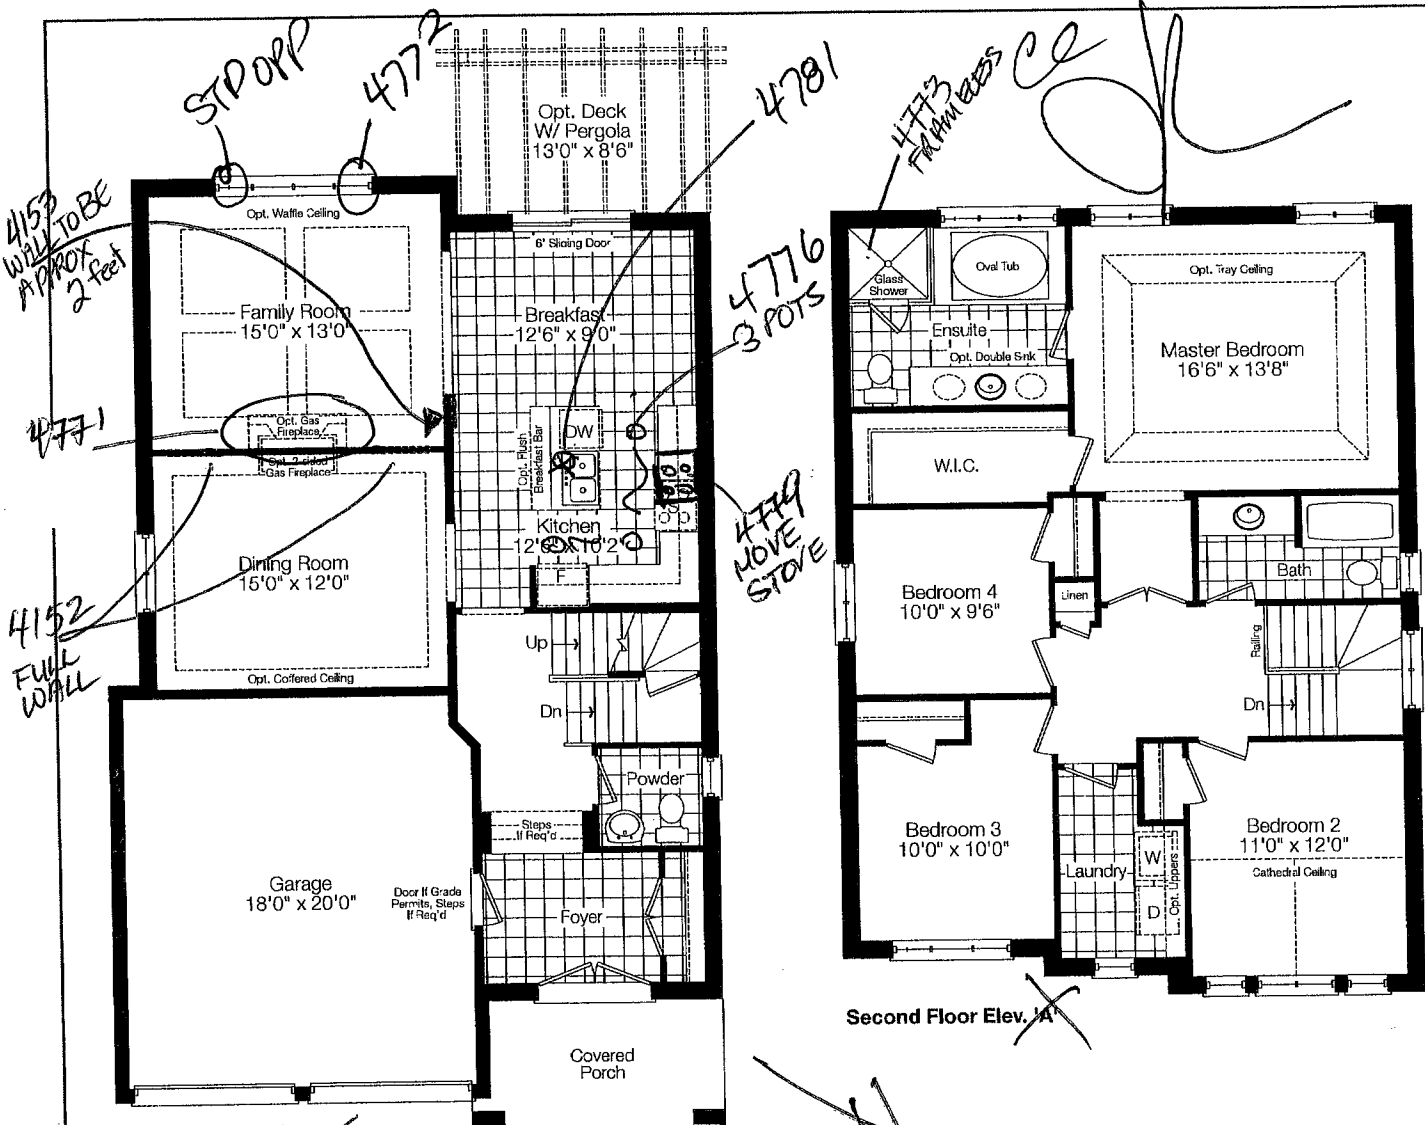 STD OPP
4772
Opt. Deck
W/ Pergola
13'0" x 8'6"
4781
4773
FRAMELESS
4153
WALL TO BE
APPROX
2 feet
Opt. Waffle Ceiling
Family Room
15'0" x 13'0"
4771
Opt. Gas
Fireplace
Opt. 2-sided
Gas Fireplace
Dining Room
15'0" x 12'0"
Opt. Coffered Ceiling
4152
FULL
WALL
6' Sliding Door
Breakfast
12'6" x 9'0"
4776
3 POTS
Opt. Flush
Breakfast Bar
DW
Kitchen
12'6" x 10'2"
F
S
4779
MOVE
STOVE
Up
Dn
Powder
Steps
If Req'd
Garage
18'0" x 20'0"
Door If Grade
Permits, Steps
If Req'd
Foyer
Covered
Porch
Glass
Shower
Oval Tub
Ensuite
Opt. Double Sink
Opt. Tray Ceiling
Master Bedroom
16'6" x 13'8"
W.I.C.
Bedroom 4
10'0" x 9'6"
Linen
Bath
Railing
Dn
Bedroom 3
10'0" x 10'0"
Laundry
W
D
Opt. Uppers
Bedroom 2
11'0" x 12'0"
Cathedral Ceiling
Second Floor Elev. 'A'